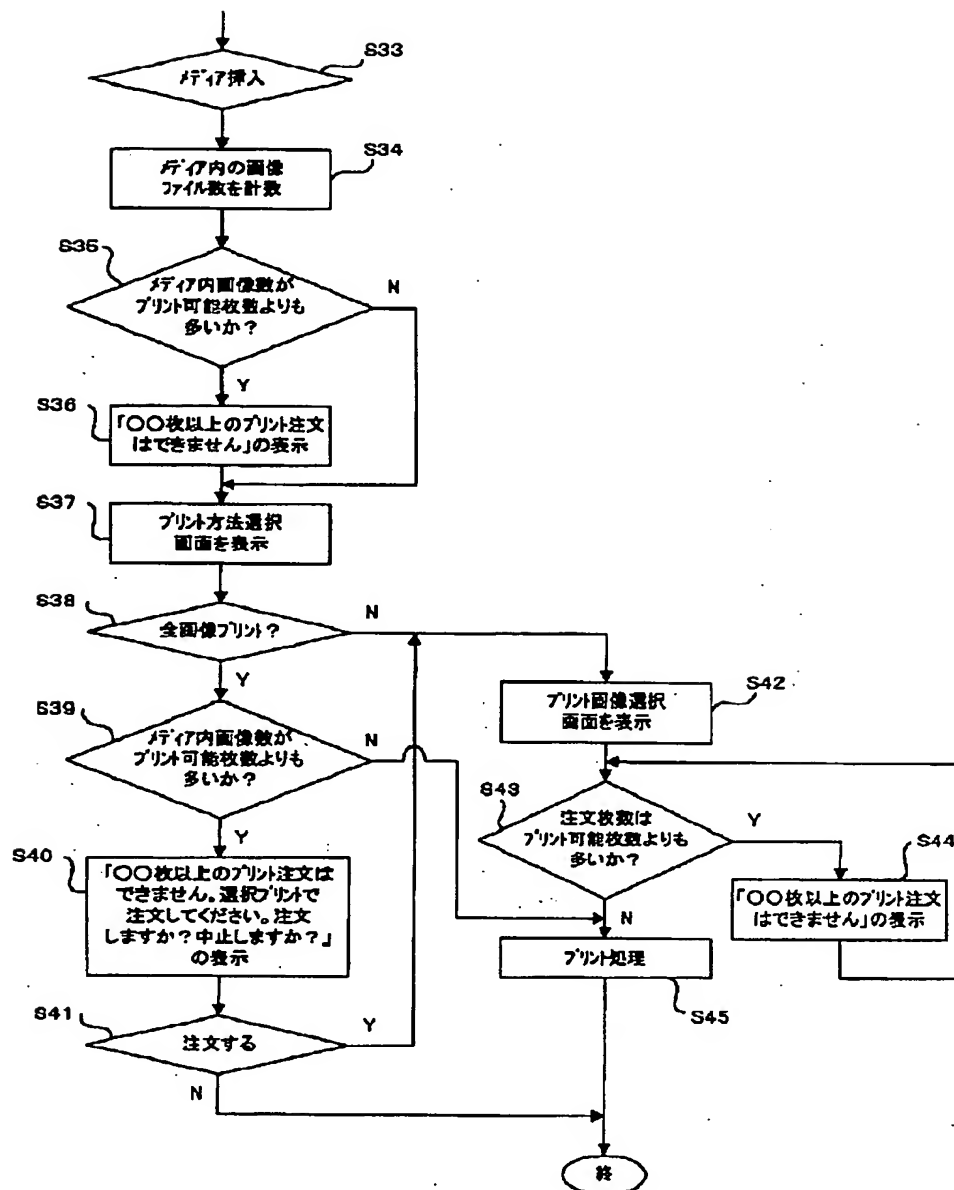 S33
メディア挿入
S34
メディア内の画像
ファイル数を計数
S35
メディア内画像数が
プリント可能枚数よりも
多いか？
N
Y
S36
「〇〇枚以上のプリント注文
はできません」の表示
S37
プリント方法選択
画面を表示
S38
全画像プリント？
N
Y
S39
メディア内画像数が
プリント可能枚数よりも
多いか？
N
Y
S40
「〇〇枚以上のプリント注文は
できません。選択プリントで
注文してください。注文
しますか？中止しますか？」
の表示
S41
注文する
Y
N
S42
プリント画像選択
画面を表示
S43
注文枚数は
プリント可能枚数よりも
多いか？
Y
N
S44
「〇〇枚以上のプリント注文
はできません」の表示
プリント処理
S45
終